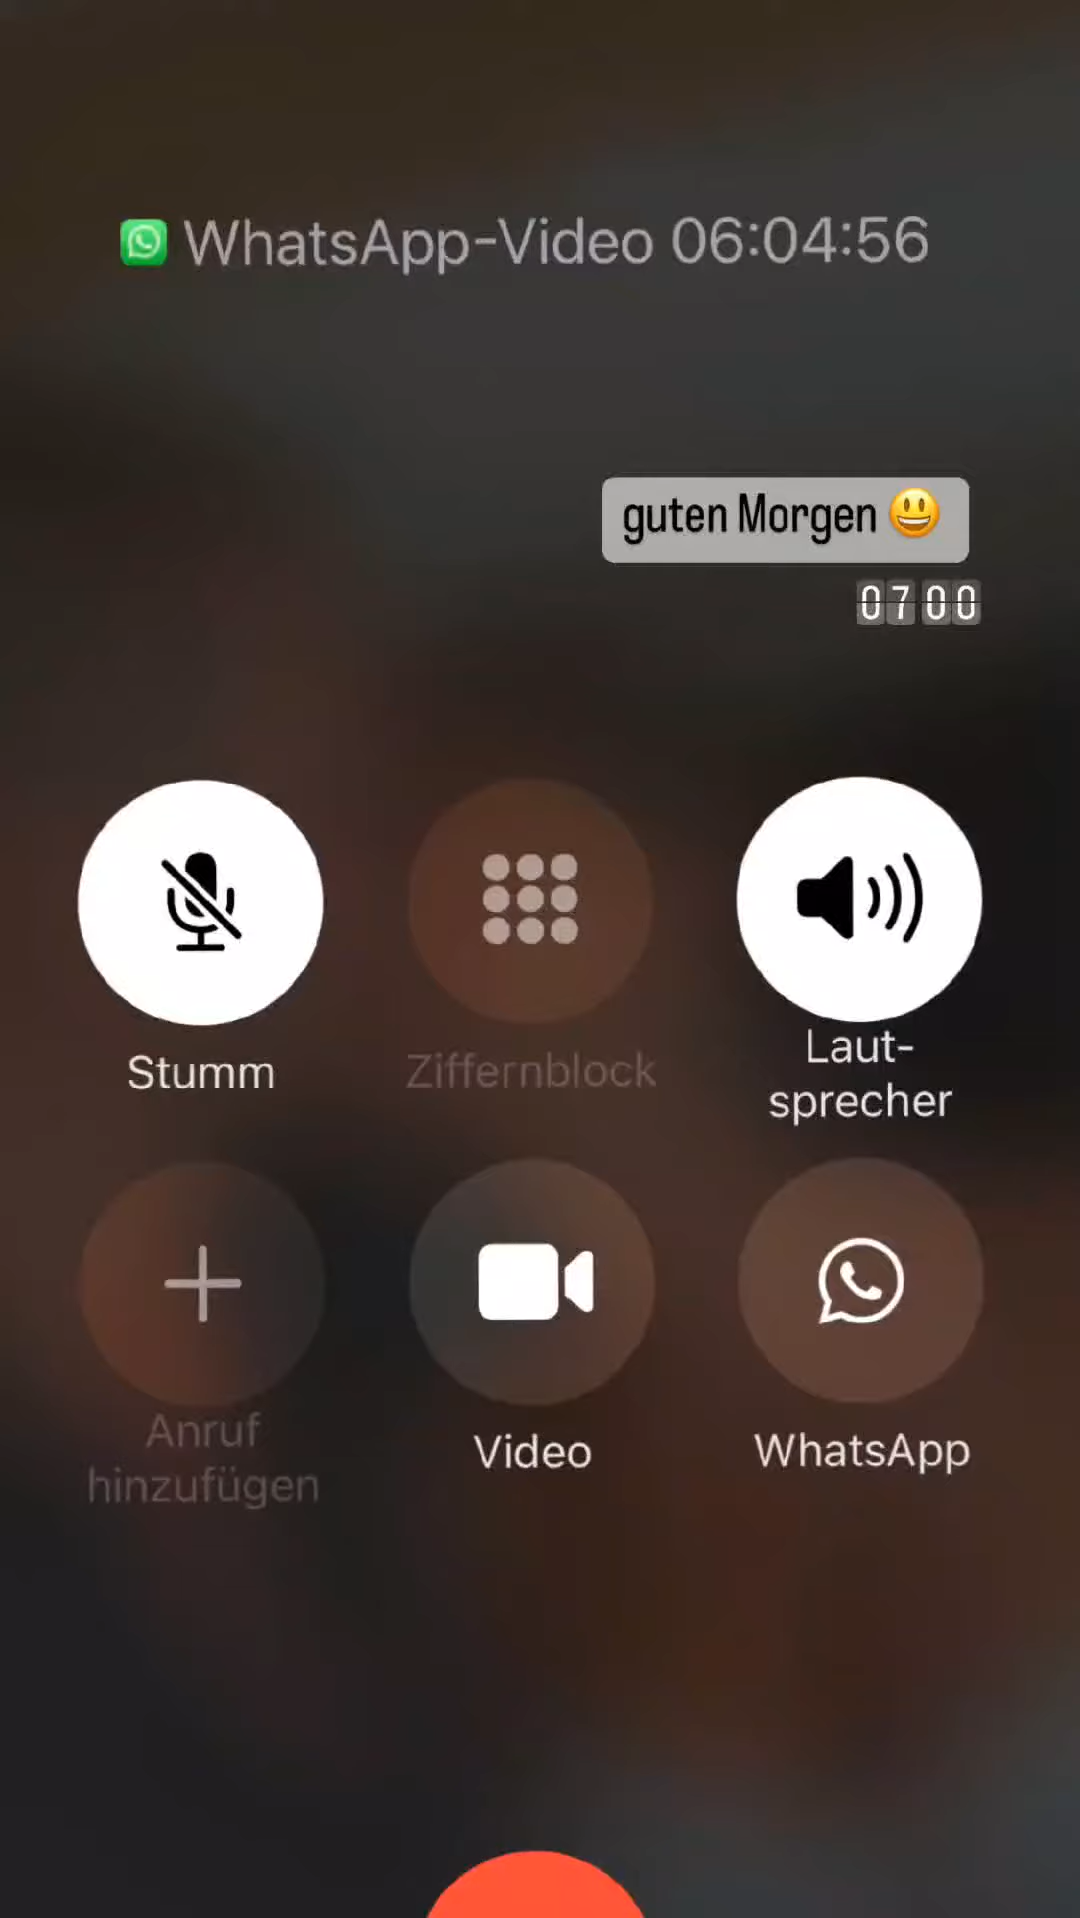 WhatsApp-Video 06:04:56
guten Morgen 😃
07 00
Stumm
Ziffernblock
Laut-
sprecher
Anruf
hinzufügen
Video
WhatsApp